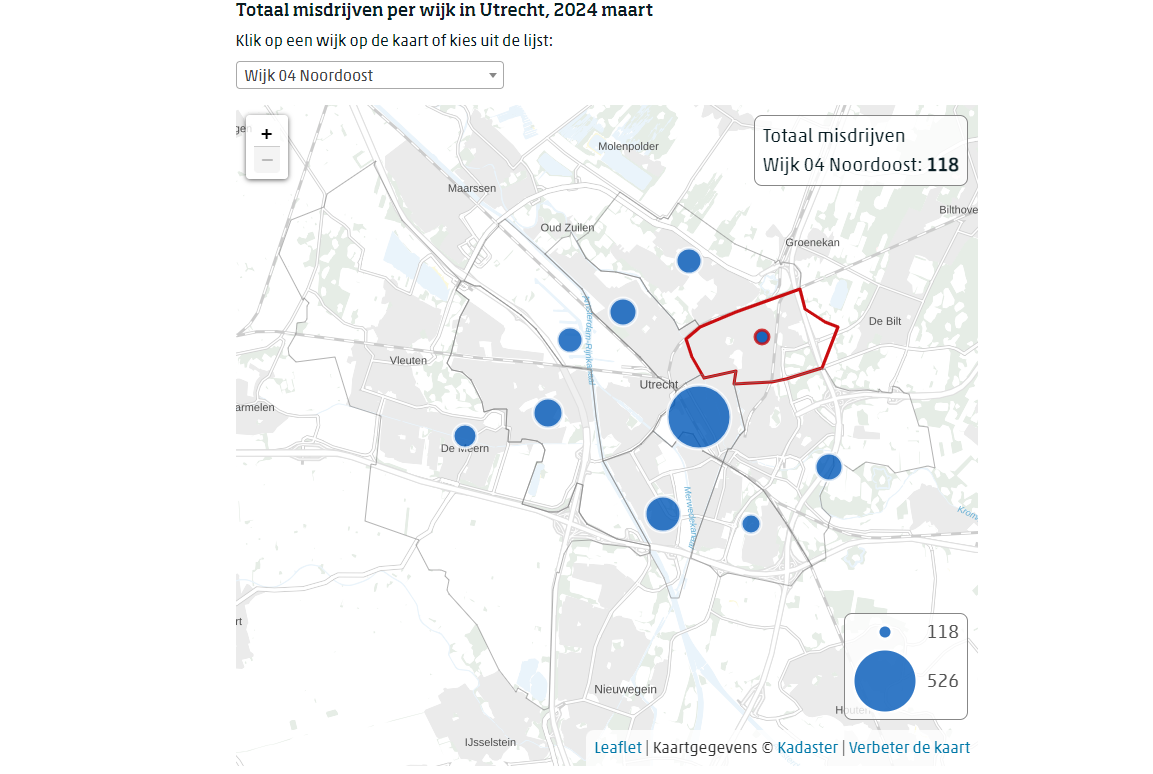 Totaal misdrijven per wijk in Utrecht, 2024 maart
Klik op een wijk op de kaart of kies uit de lijst:
Wijk 04 Noordoost
+
−
Totaal misdrijven
Wijk 04 Noordoost: 118
Molenpolder
Maarssen
Bilthove
Oud Zuilen
Groenekan
Amsterdam-Rijnkanaal
De Bilt
Vleuten
Utrecht
armelen
De Meern
Merwedekanaal
Krom
rt
118
526
Nieuwegein
Houten
IJsselstein
Leaflet | Kaartgegevens © Kadaster | Verbeter de kaart